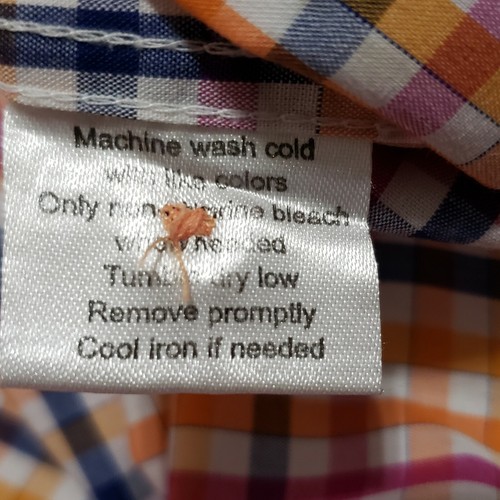 Machine wash cold
with like colors
Only non-chlorine bleach
when needed
Tumble dry low
Remove promptly
Cool iron if needed